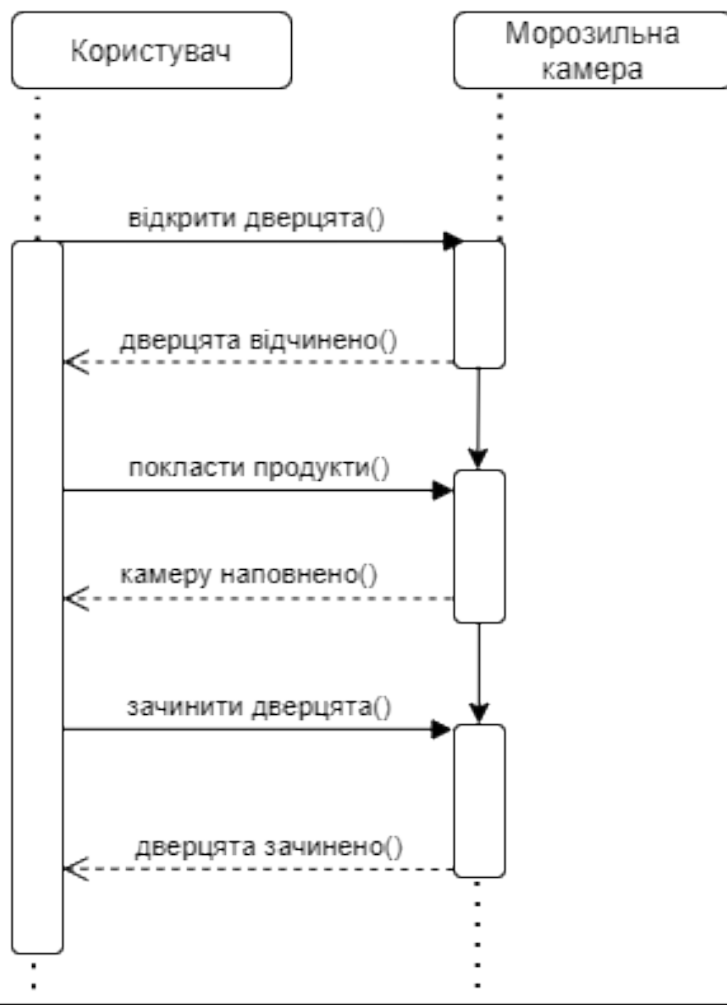 Користувач
Морозильна
камера
відкрити дверцята()
дверцята відчинено()
покласти продукти()
камеру наповнено()
зачинити дверцята()
дверцята зачинено()